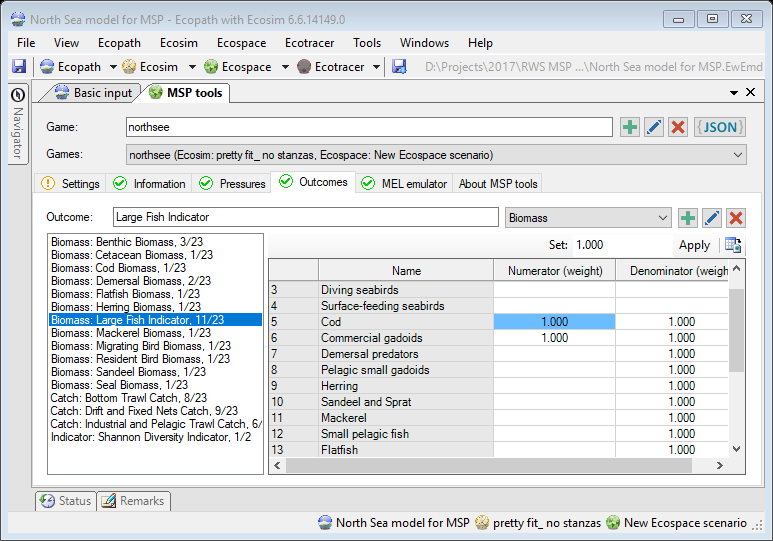 North Sea model for MSP - Ecopath with Ecosim 6.6.14149.0
File View Ecopath Ecosim Ecospace Ecotracer Tools Windows Help
Ecopath Ecosim Ecospace Ecotracer D:\Projects\2017\RWS MSP ...\North Sea model for MSP.EwEmd
Navigator
Basic input MSP tools
Game: northsee {JSON}
Games: northsee (Ecosim: pretty fit_ no stanzas, Ecospace: New Ecospace scenario)
Settings Information Pressures Outcomes MEL emulator About MSP tools
Outcome: Large Fish Indicator Biomass
Biomass: Benthic Biomass, 3/23
Biomass: Cetacean Biomass, 1/23
Biomass: Cod Biomass, 1/23
Biomass: Demersal Biomass, 2/23
Biomass: Flatfish Biomass, 1/23
Biomass: Herring Biomass, 1/23
Biomass: Large Fish Indicator, 11/23
Biomass: Mackerel Biomass, 1/23
Biomass: Migrating Bird Biomass, 1/23
Biomass: Resident Bird Biomass, 1/23
Biomass: Sandeel Biomass, 1/23
Biomass: Seal Biomass, 1/23
Catch: Bottom Trawl Catch, 8/23
Catch: Drift and Fixed Nets Catch, 9/23
Catch: Industrial and Pelagic Trawl Catch, 6/
Indicator: Shannon Diversity Indicator, 1/2
Set: 1.000 Apply
Name Numerator (weight) Denominator (weigh
3 Diving seabirds
4 Surface-feeding seabirds
5 Cod 1.000 1.000
6 Commercial gadoids 1.000 1.000
7 Demersal predators 1.000
8 Pelagic small gadoids 1.000
9 Herring 1.000
10 Sandeel and Sprat 1.000
11 Mackerel 1.000
12 Small pelagic fish 1.000
13 Flatfish 1.000
Status Remarks
North Sea model for MSP pretty fit_ no stanzas New Ecospace scenario